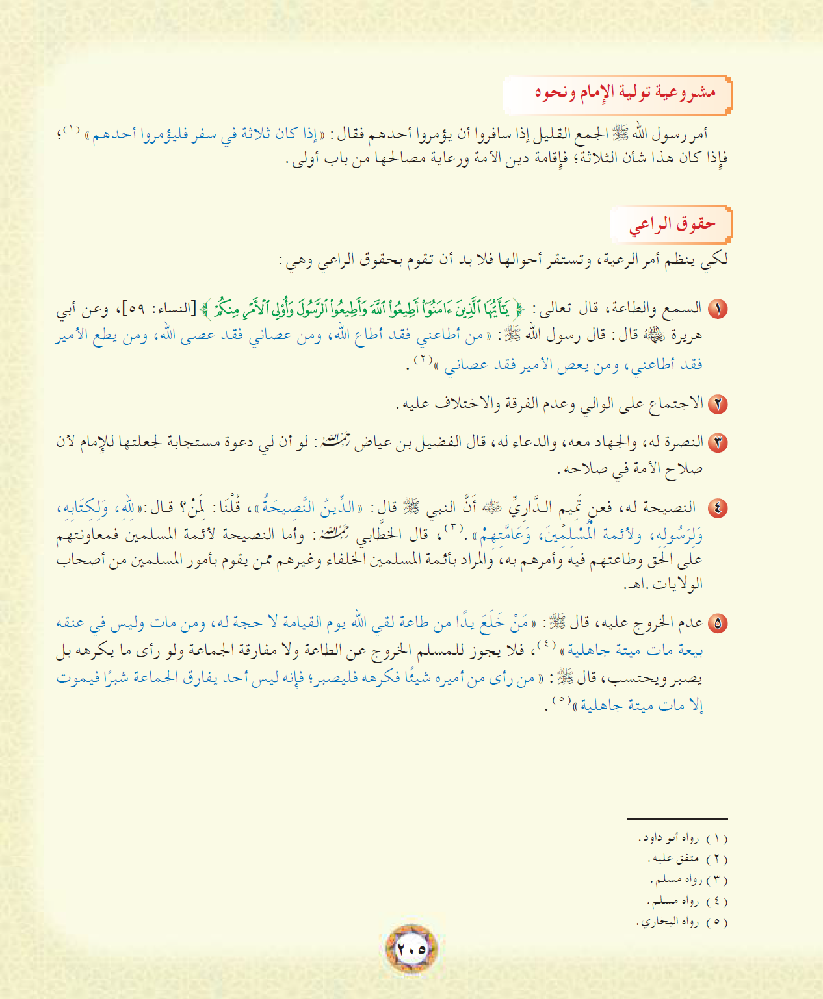 مشروعية تولية الإمام ونحوه
أمر رسول الله ﷺ الجمع القليل إذا سافروا أن يؤمروا أحدهم فقال: «إذا كان ثلاثة في سفر فليؤمروا أحدهم» (١)؛
فإذا كان هذا شأن الثلاثة؛ فإقامة دين الأمة ورعاية مصالحها من باب أولى.
حقوق الراعي
لكي ينظم أمر الرعية، وتستقر أحوالها فلا بد أن تقوم بحقوق الراعي وهي:
١ السمع والطاعة، قال تعالى: ﴿ يَٰٓأَيُّهَا ٱلَّذِينَ ءَامَنُوٓا۟ أَطِيعُوا۟ ٱللَّهَ وَأَطِيعُوا۟ ٱلرَّسُولَ وَأُو۟لِى ٱلْأَمْرِ مِنكُمْ ﴾ [النساء: ٥٩]، وعن أبي
هريرة رضي الله عنه قال: قال رسول الله ﷺ: «من أطاعني فقد أطاع الله، ومن عصاني فقد عصى الله، ومن يطع الأمير
فقد أطاعني، ومن يعص الأمير فقد عصاني» (٢).
٢ الاجتماع على الوالي وعدم الفرقة والاختلاف عليه.
٣ النصرة له، والجهاد معه، والدعاء له، قال الفضيل بن عياض رحمه الله: لو أن لي دعوة مستجابة لجعلتها للإمام لأن
صلاح الأمة في صلاحه.
٤ النصيحة له، فعن تَمِيمٍ الدَّارِيِّ رضي الله عنه أَنَّ النبي ﷺ قال: «الدِّينُ النَّصِيحَةُ»، قُلْنَا: لِمَنْ؟ قال:«لِلَّهِ، وَلِكِتَابِهِ،
وَلِرَسُولِهِ، ولأئمة الْمُسْلِمِينَ، وَعَامَّتِهِمْ».(٣)، قال الخطَّابي رحمه الله: وأما النصيحة لأئمة المسلمين فمعاونتهم
على الحق وطاعتهم فيه وأمرهم به، والمراد بأئمة المسلمين الخلفاء وغيرهم ممن يقوم بأمور المسلمين من أصحاب
الولايات.اهـ.
٥ عدم الخروج عليه، قال ﷺ: «مَنْ خَلَعَ يدًا من طاعة لقي الله يوم القيامة لا حجة له، ومن مات وليس في عنقه
بيعة مات ميتة جاهلية» (٤)، فلا يجوز للمسلم الخروج عن الطاعة ولا مفارقة الجماعة ولو رأى ما يكرهه بل
يصبر ويحتسب، قال ﷺ: «من رأى من أميره شيئًا فكرهه فليصبر؛ فإنه ليس أحد يفارق الجماعة شبرًا فيموت
إلا مات ميتة جاهلية»(٥).
(١) رواه أبو داود.
(٢) متفق عليه.
(٣) رواه مسلم.
(٤) رواه مسلم.
(٥) رواه البخاري.
٢٠٥